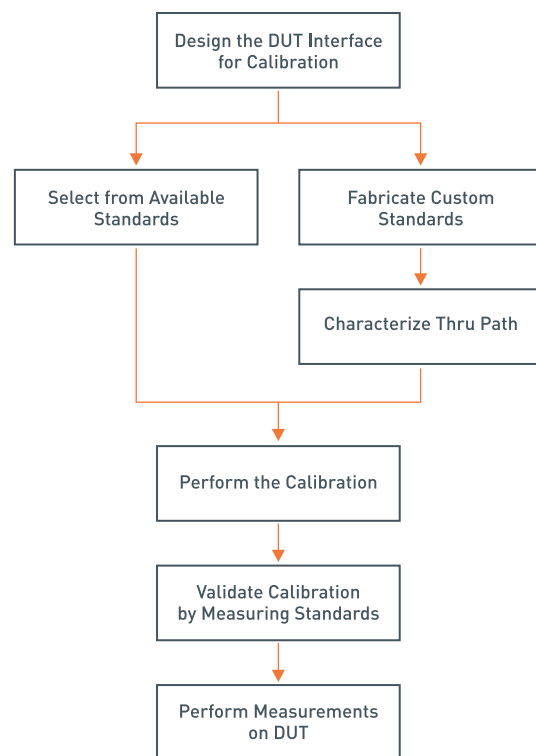 Design the DUT Interface
for Calibration
Select from Available
Standards
Fabricate Custom
Standards
Characterize Thru Path
Perform the Calibration
Validate Calibration
by Measuring Standards
Perform Measurements
on DUT